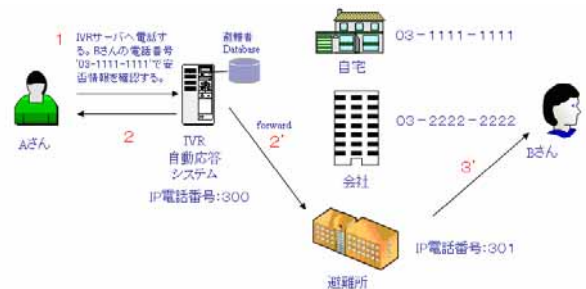 1
IVRサーバへ電話す
る。Bさんの電話番号
'03-1111-1111'で安
否情報を確認する。
避難者
Database
03-1111-1111
自宅
Aさん
2
IVR
自動応答
システム
IP電話番号:300
forward
2'
03-2222-2222
会社
3'
Bさん
IP電話番号:301
避難所